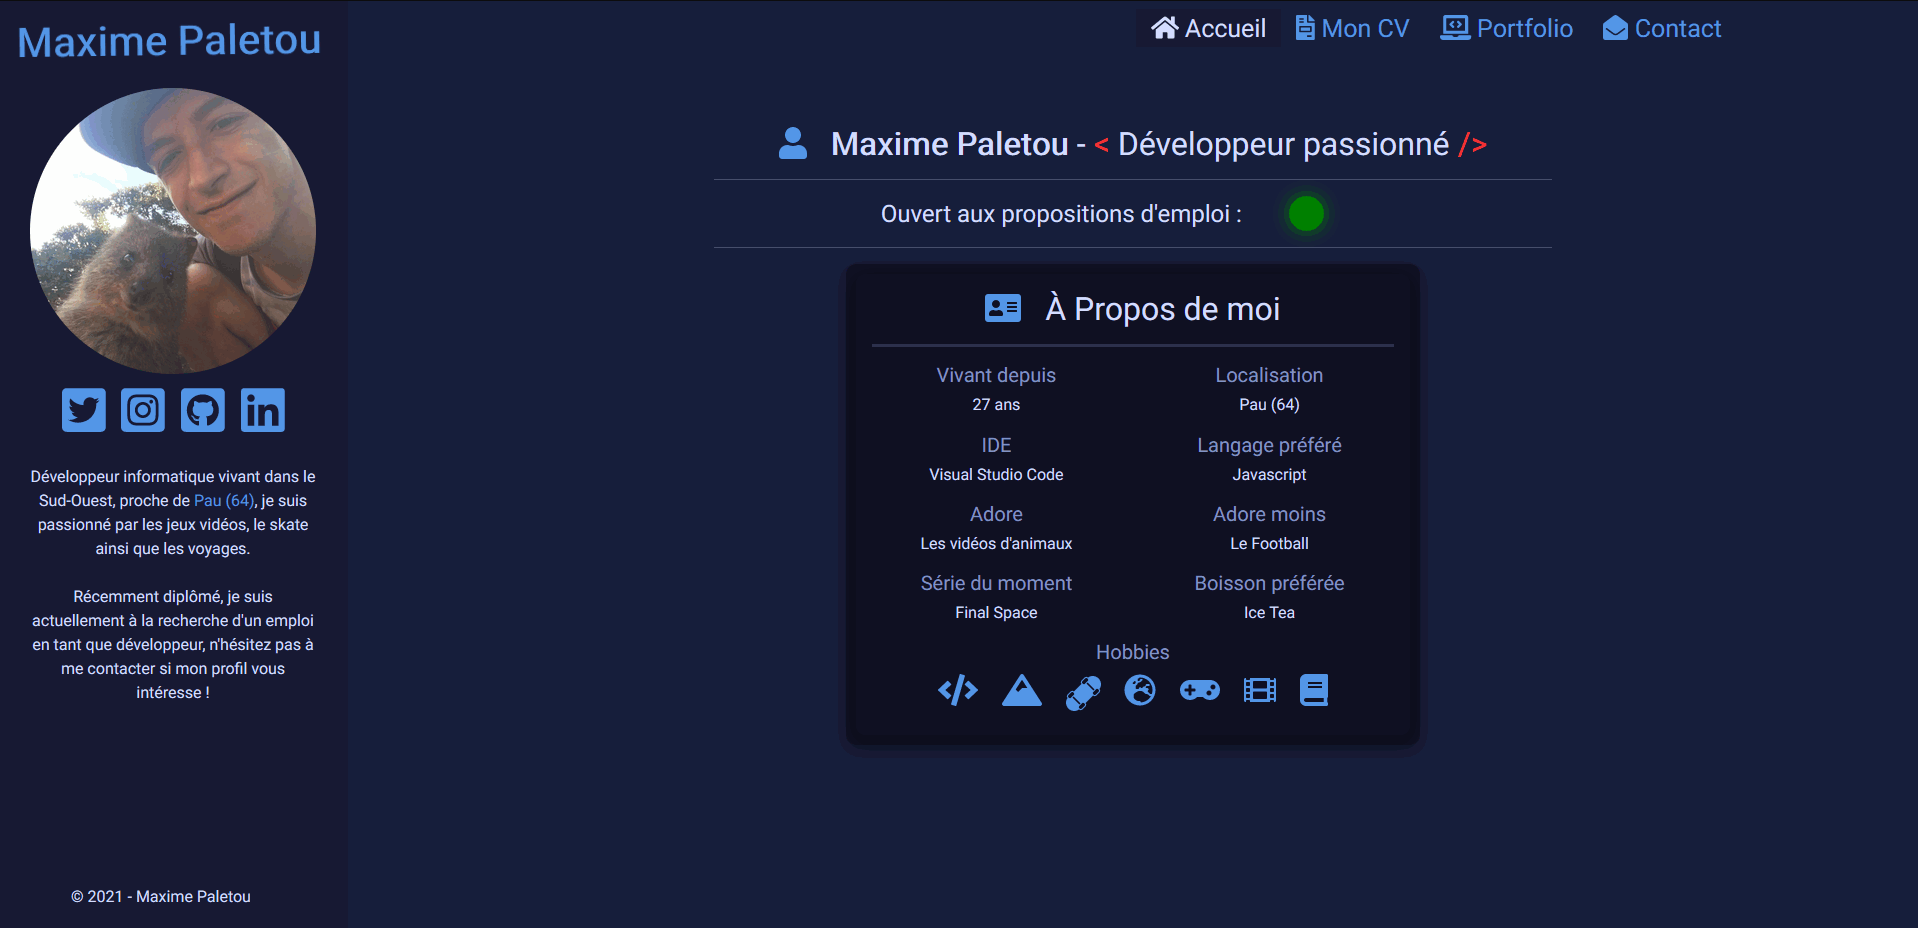 Maxime Paletou
Accueil
Mon CV
Portfolio
Contact
Maxime Paletou - < Développeur passionné />
Ouvert aux propositions d'emploi :
À Propos de moi
Vivant depuis
27 ans
Localisation
Pau (64)
IDE
Visual Studio Code
Langage préféré
Javascript
Adore
Les vidéos d'animaux
Adore moins
Le Football
Série du moment
Final Space
Boisson préférée
Ice Tea
Hobbies
Développeur informatique vivant dans le
Sud-Ouest, proche de Pau (64), je suis
passionné par les jeux vidéos, le skate
ainsi que les voyages.
Récemment diplômé, je suis
actuellement à la recherche d'un emploi
en tant que développeur, n'hésitez pas à
me contacter si mon profil vous
intéresse !
© 2021 - Maxime Paletou